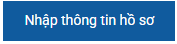 Nhập thông tin hồ sơ